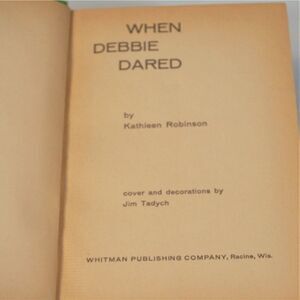 WHEN
DEBBIE
DARED
by
Kathleen Robinson
cover and decorations by
Jim Tadych
WHITMAN PUBLISHING COMPANY, Racine, Wis.